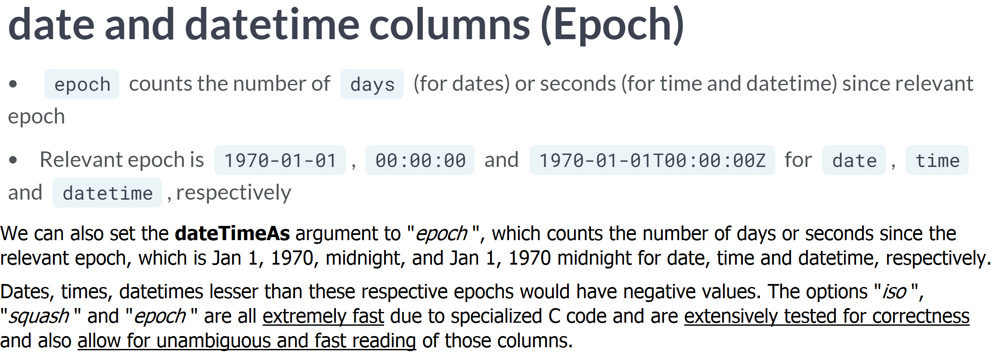 date and datetime columns (Epoch)
• epoch counts the number of days (for dates) or seconds (for time and datetime) since relevant
epoch
• Relevant epoch is 1970-01-01 , 00:00:00 and 1970-01-01T00:00:00Z for date , time
and datetime , respectively
We can also set the dateTimeAs argument to "epoch ", which counts the number of days or seconds since the
relevant epoch, which is Jan 1, 1970, midnight, and Jan 1, 1970 midnight for date, time and datetime, respectively.
Dates, times, datetimes lesser than these respective epochs would have negative values. The options "iso ",
"squash " and "epoch " are all extremely fast due to specialized C code and are extensively tested for correctness
and also allow for unambiguous and fast reading of those columns.